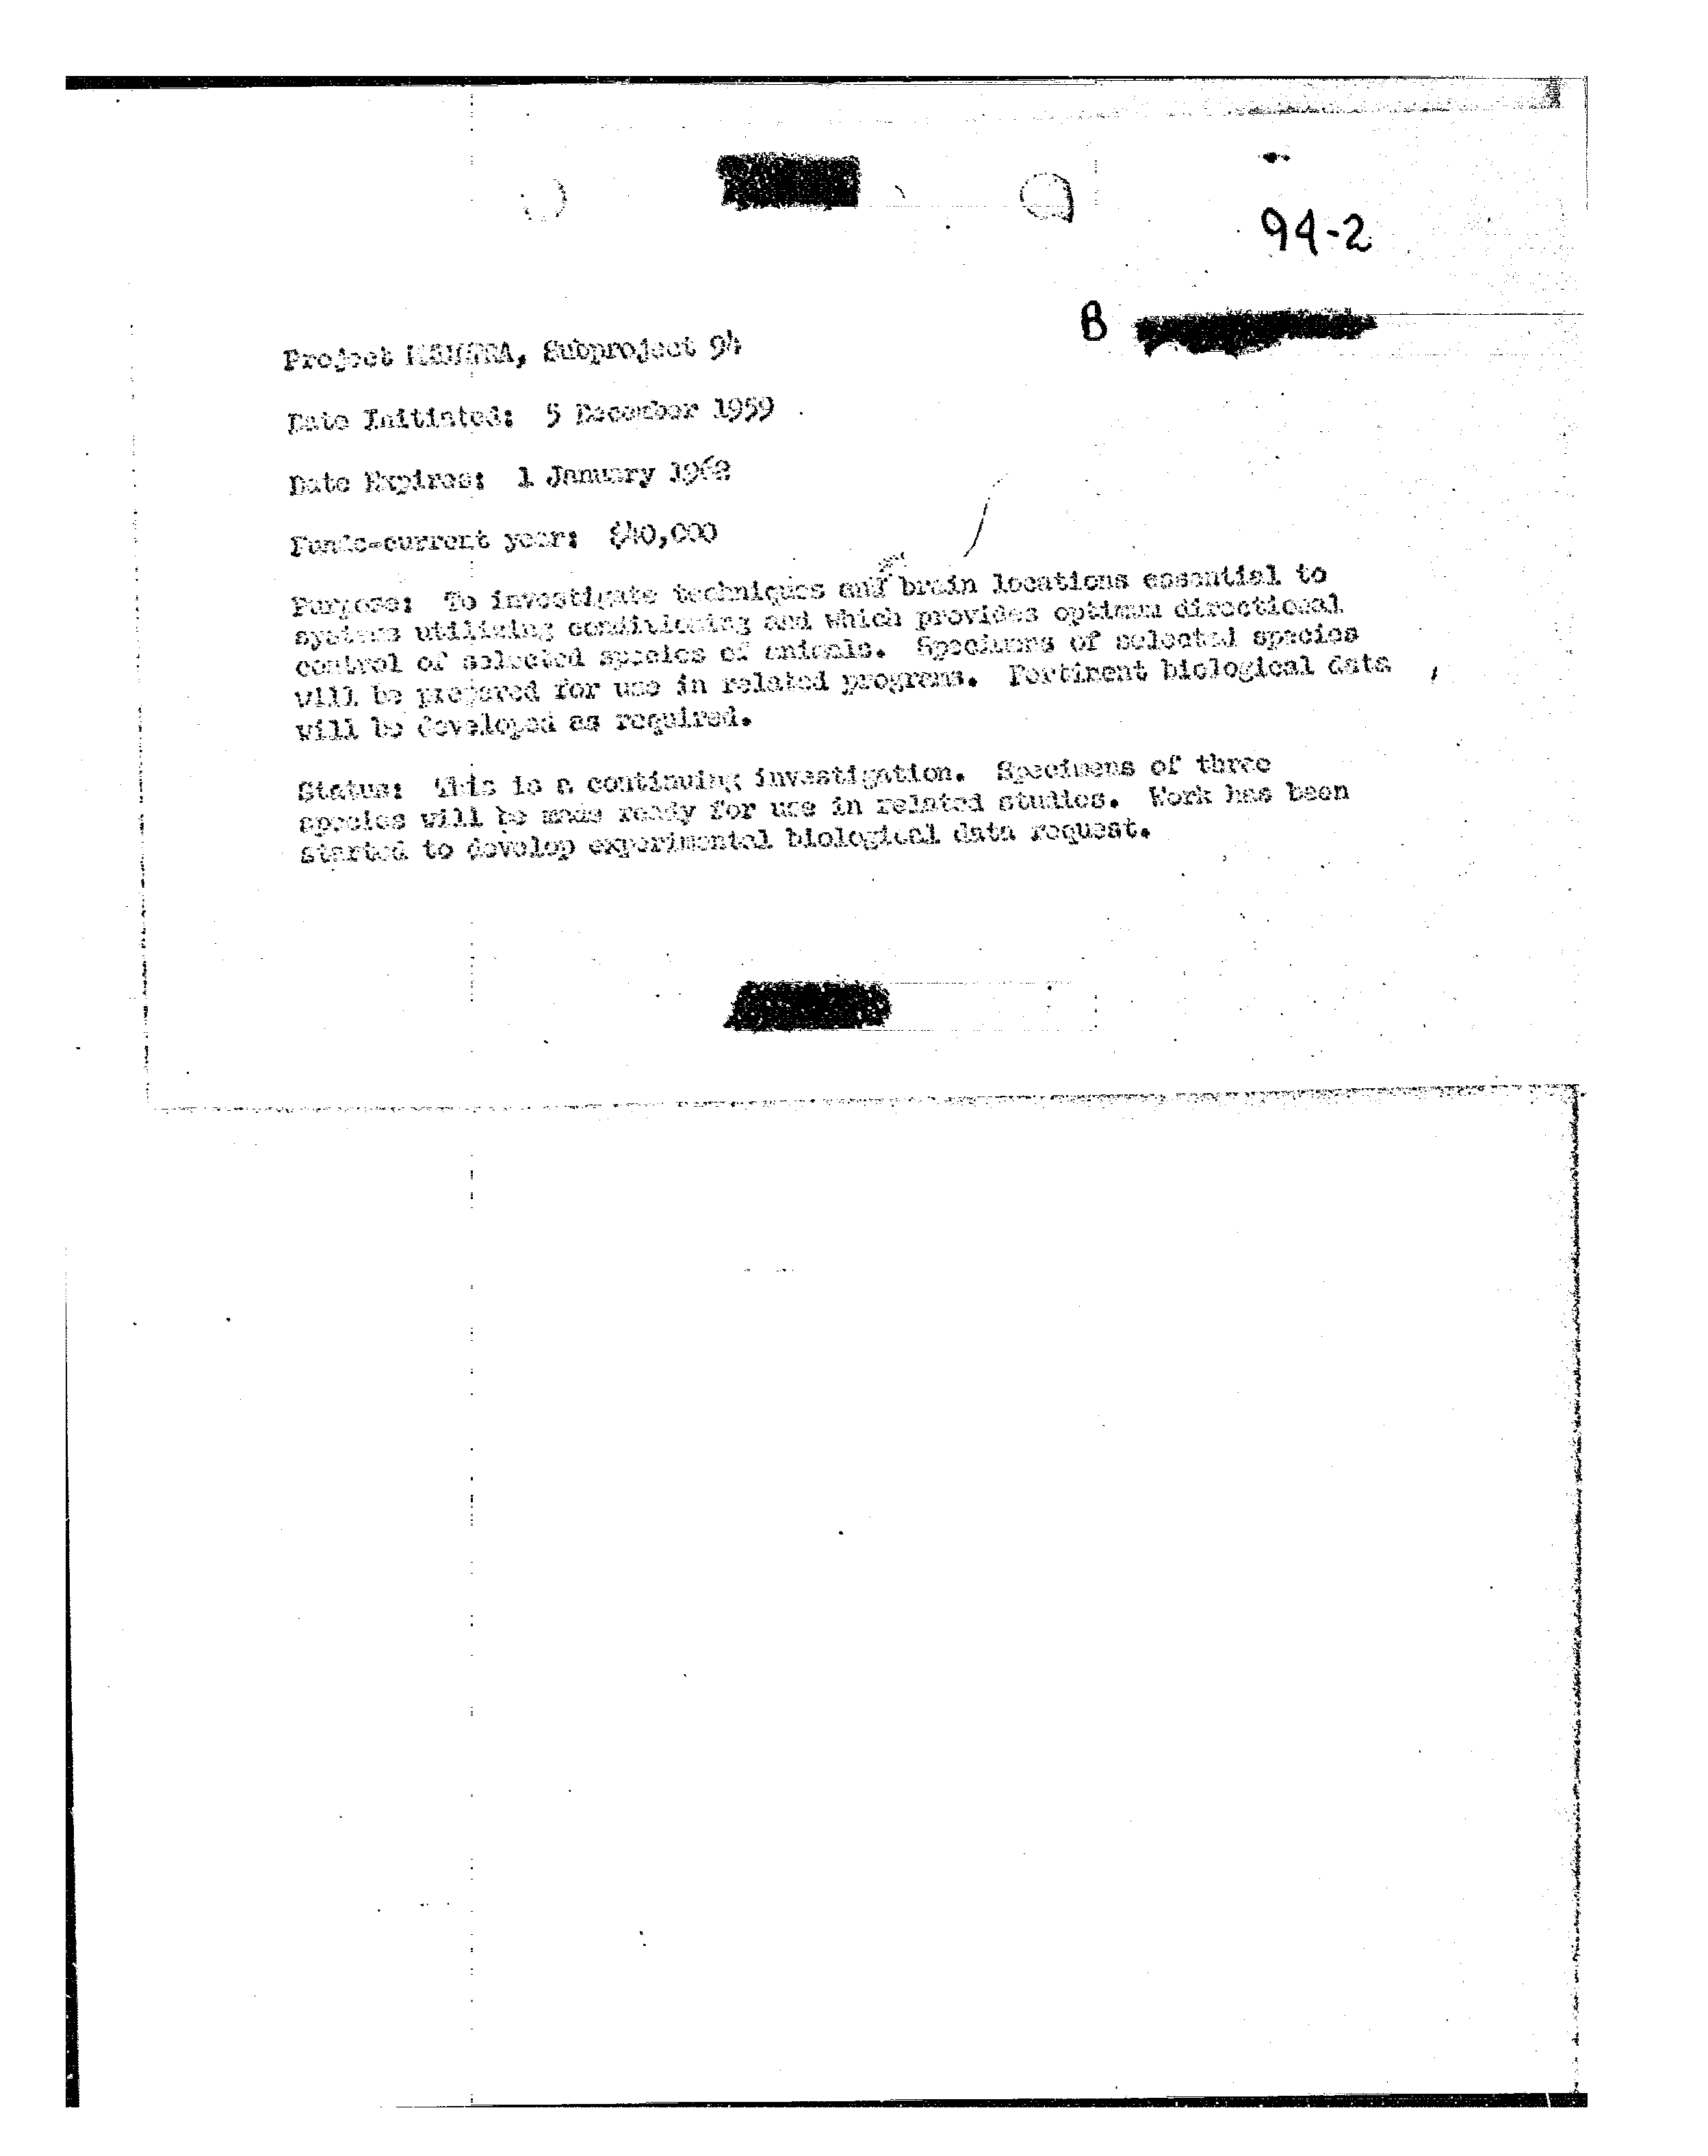 94-2
B
Project MKULTRA, Subproject 94
Date Initiated: 5 December 1959
Date Expires: 1 January 1962
Funds-current year: $40,000
Purpose: To investigate techniques and brain locations essential to
systems utilizing conditioning and which provides optimum directional
control of selected species of animals. Specimens of selected species
will be prepared for use in related programs. Pertinent biological data
will be developed as required.
Status: This is a continuing investigation. Specimens of three
species will be made ready for use in related studies. Work has been
started to develop experimental biological data request.